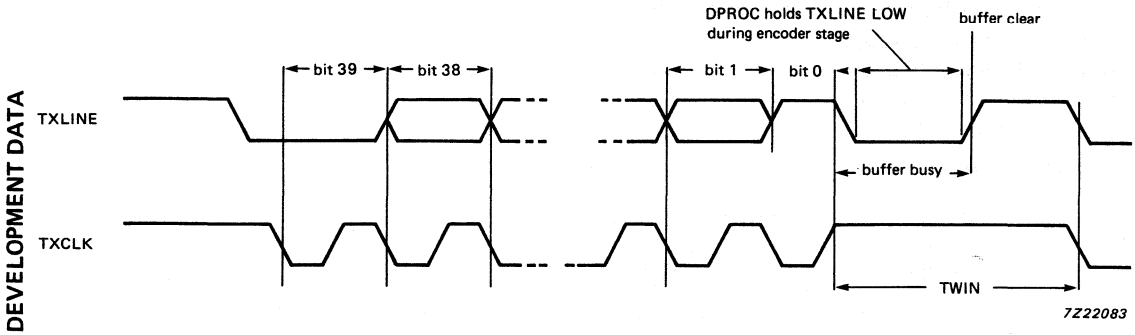 DPROC holds TXLINE LOW
during encoder stage
buffer clear
bit 39
bit 38
bit 1
bit 0
TXLINE
buffer busy
TXCLK
TWIN
7Z22083
DEVELOPMENT DATA